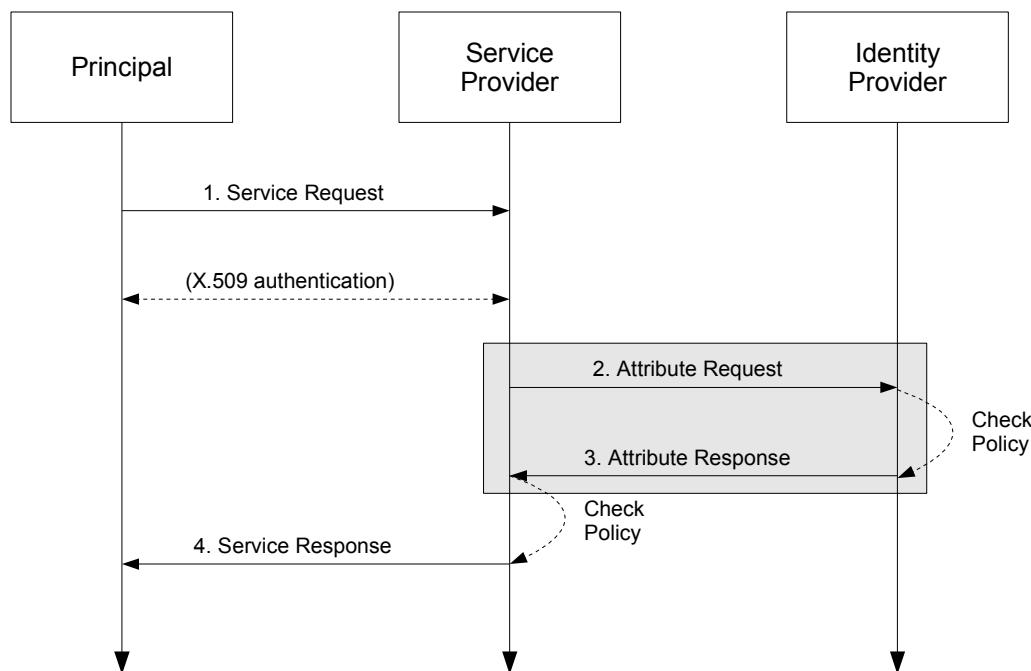 Principal
Service
Provider
Identity
Provider
1. Service Request
(X.509 authentication)
2. Attribute Request
Check
Policy
3. Attribute Response
Check
Policy
4. Service Response